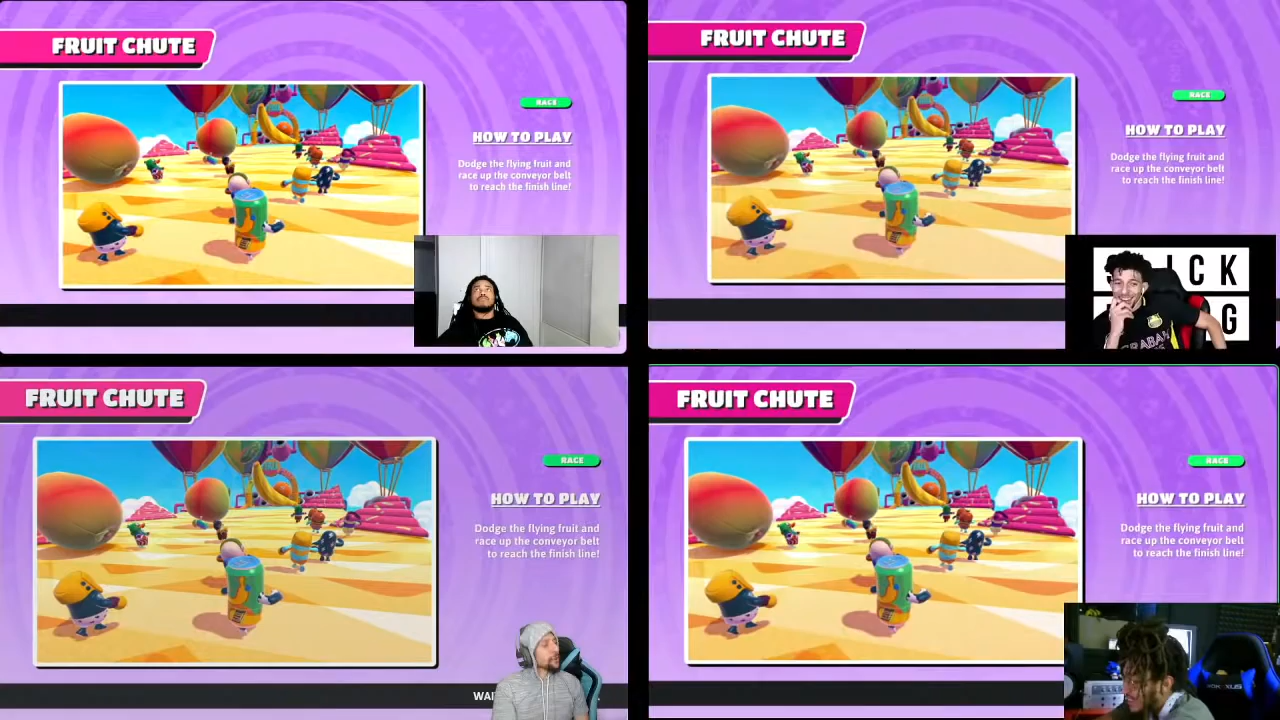 FRUIT CHUTE
RACE
HOW TO PLAY
Dodge the flying fruit and
race up the conveyor belt
to reach the finish line!
FRUIT CHUTE
RACE
HOW TO PLAY
Dodge the flying fruit and
race up the conveyor belt
to reach the finish line!
ICK
G
FRUIT CHUTE
RACE
HOW TO PLAY
Dodge the flying fruit and
race up the conveyor belt
to reach the finish line!
WAI
FRUIT CHUTE
RACE
HOW TO PLAY
Dodge the flying fruit and
race up the conveyor belt
to reach the finish line!